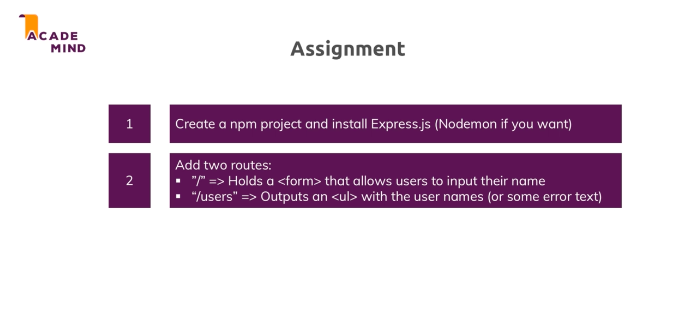 ACADE
MIND
Assignment
1
Create a npm project and install Express.js (Nodemon if you want)
2
Add two routes:
▪ ”/” => Holds a <form> that allows users to input their name
▪ “/users” => Outputs an <ul> with the user names (or some error text)